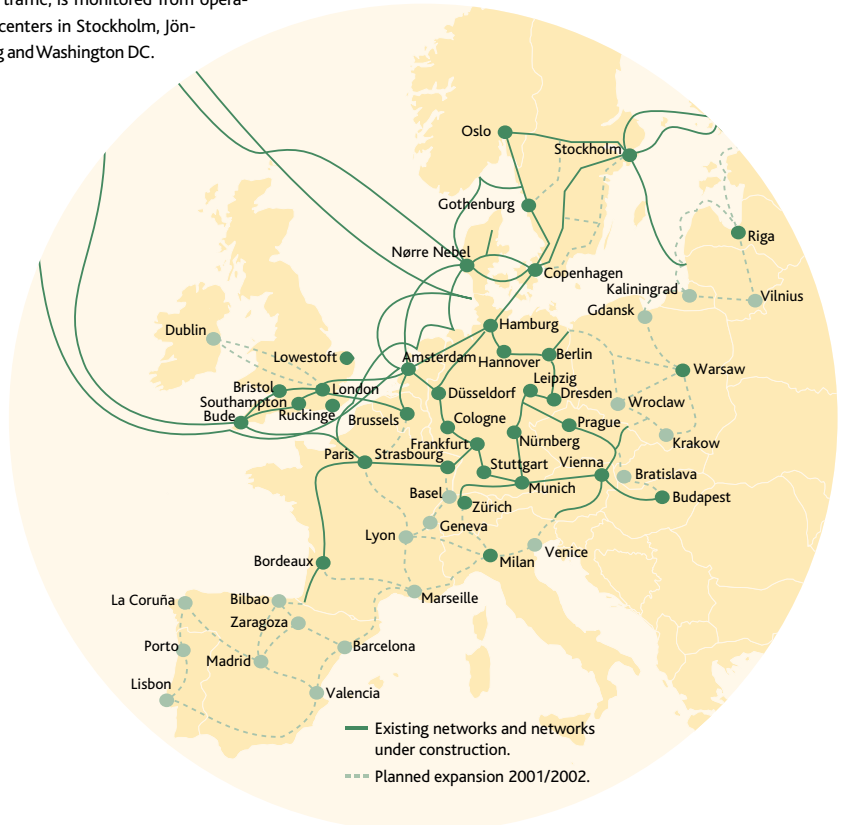 traffic, is monitored from opera-
centers in Stockholm, Jön-
g and Washington DC.
Oslo
Stockholm
Gothenburg
Riga
Nørre Nebel
Copenhagen
Kaliningrad
Vilnius
Gdansk
Dublin
Hamburg
Lowestoft
Amsterdam
Hannover
Berlin
Warsaw
Leipzig
Bristol
London
Düsseldorf
Dresden
Southampton
Wroclaw
Bude
Ruckinge
Brussels
Cologne
Prague
Frankfurt
Nürnberg
Krakow
Paris
Strasbourg
Stuttgart
Vienna
Bratislava
Basel
Munich
Budapest
Zürich
Geneva
Lyon
Venice
Bordeaux
Milan
La Coruña
Bilbao
Marseille
Zaragoza
Porto
Madrid
Barcelona
Lisbon
Valencia
Existing networks and networks
under construction.
Planned expansion 2001/2002.